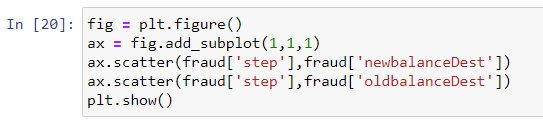 In [20]: fig = plt.figure()
ax = fig.add_subplot(1,1,1)
ax.scatter(fraud['step'],fraud['newbalanceDest'])
ax.scatter(fraud['step'],fraud['oldbalanceDest'])
plt.show()